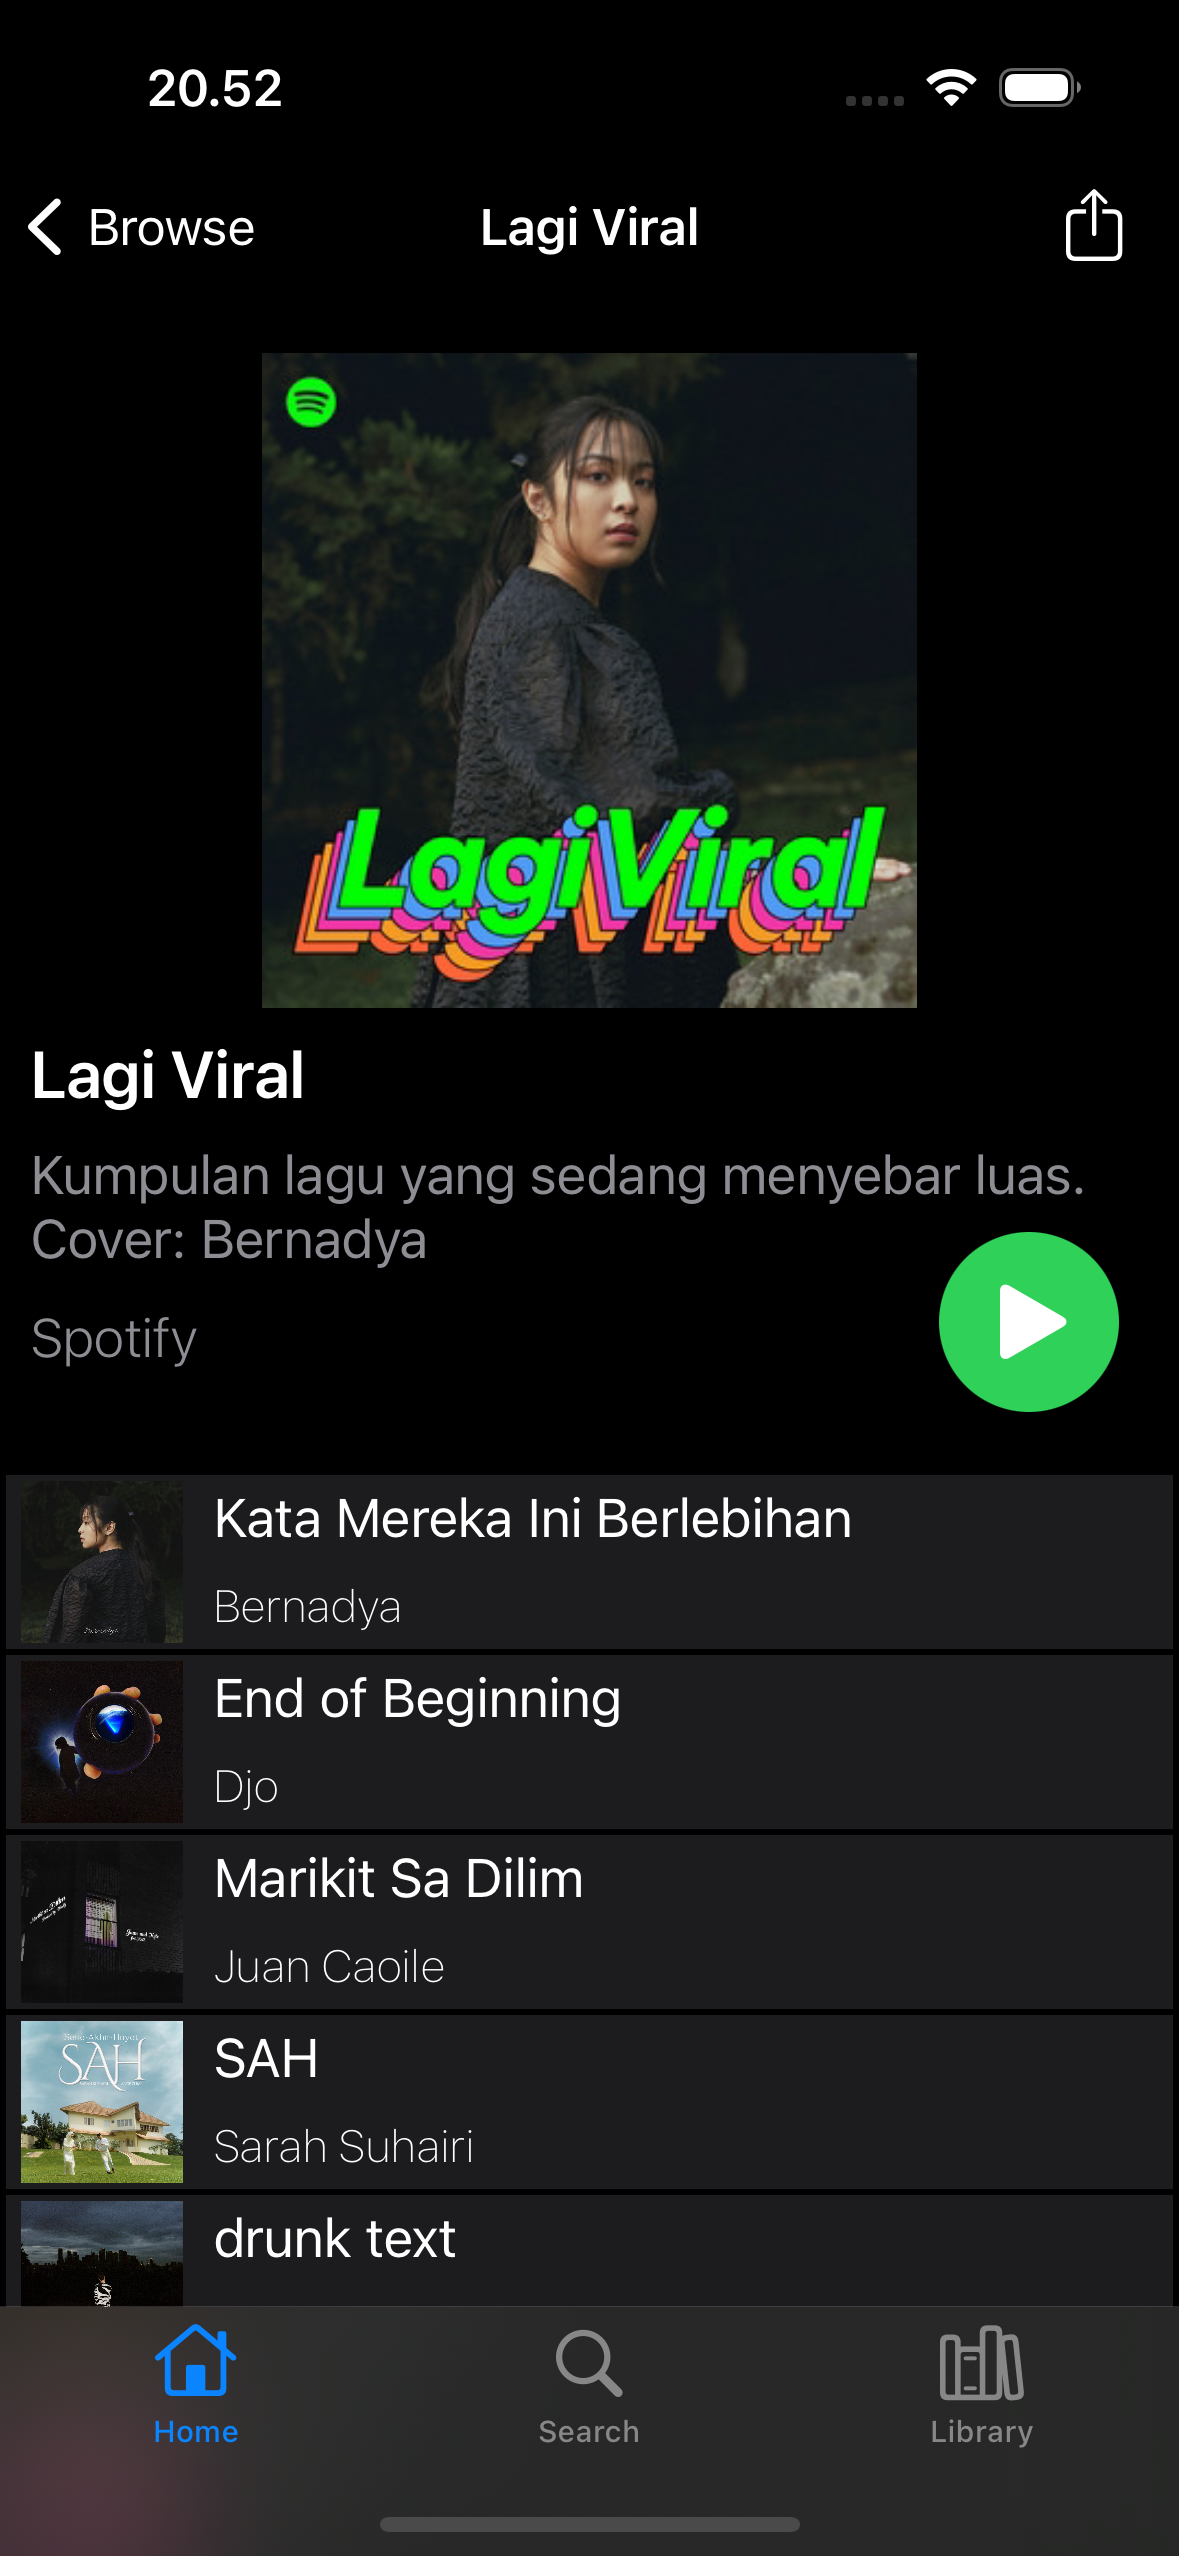 20.52
Browse
Lagi Viral
LagiViral
Lagi Viral
Kumpulan lagu yang sedang menyebar luas.
Cover: Bernadya
Spotify
Kata Mereka Ini Berlebihan
Bernadya
End of Beginning
Djo
Marikit Sa Dilim
Juan Caoile
SAH
SAH
Sarah Suhairi
drunk text
Home
Search
Library